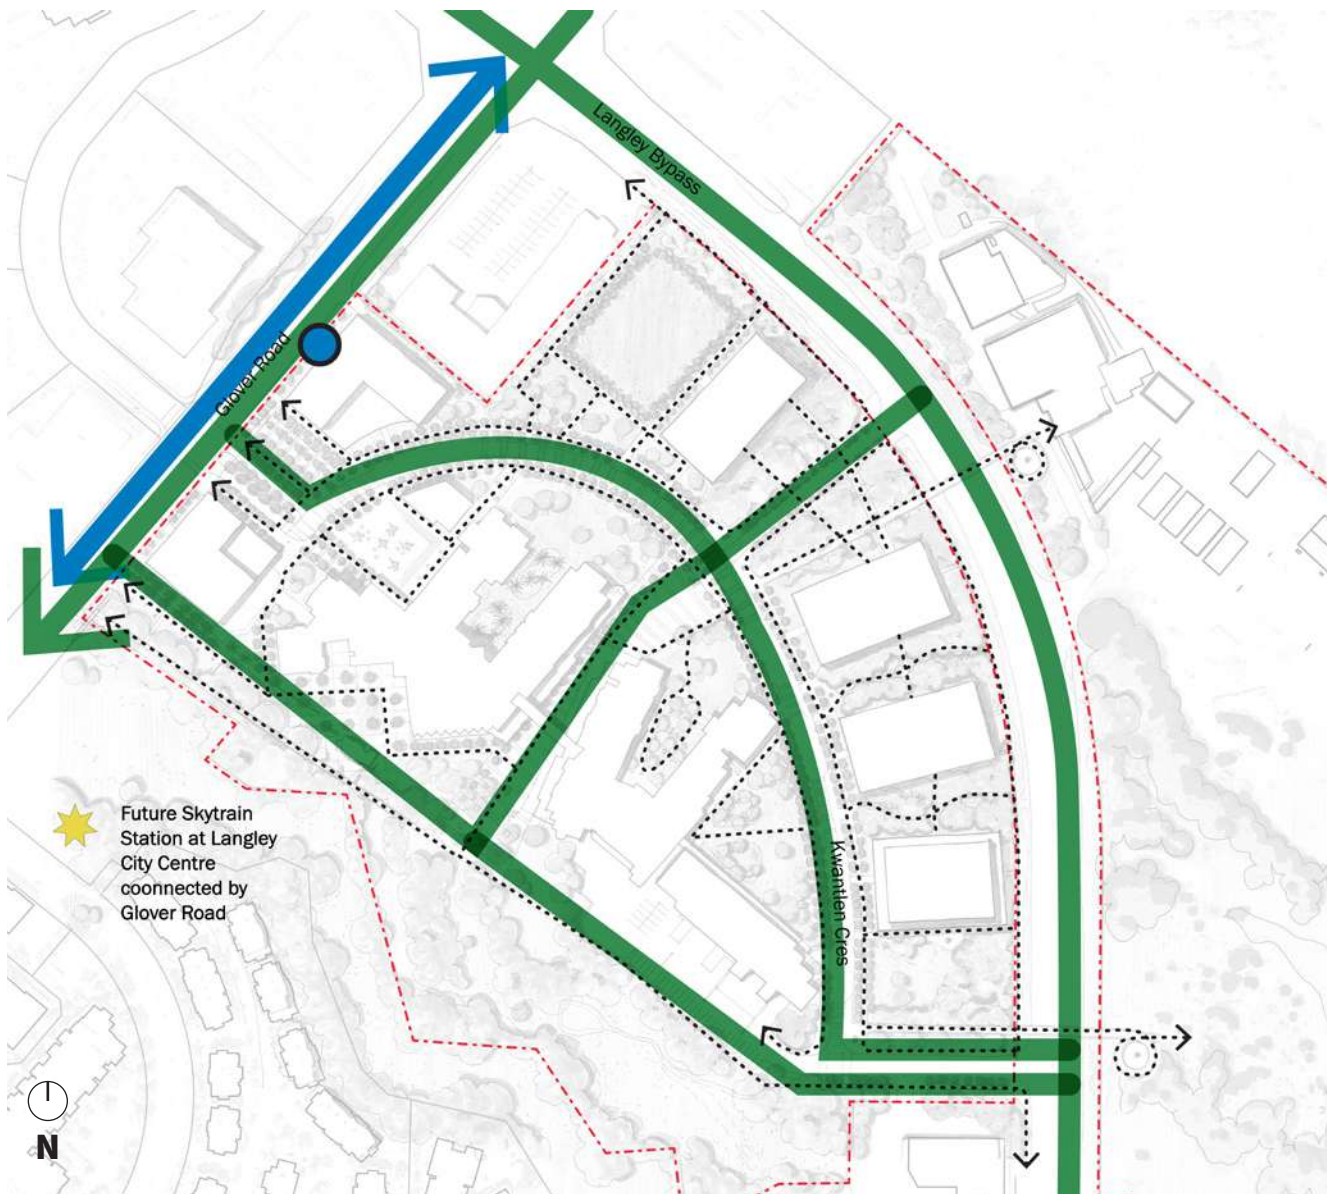 Langley Bypass
Glover Road
Future Skytrain
Station at Langley
City Centre
coonnected by
Glover Road
Kwantlen Cres
N